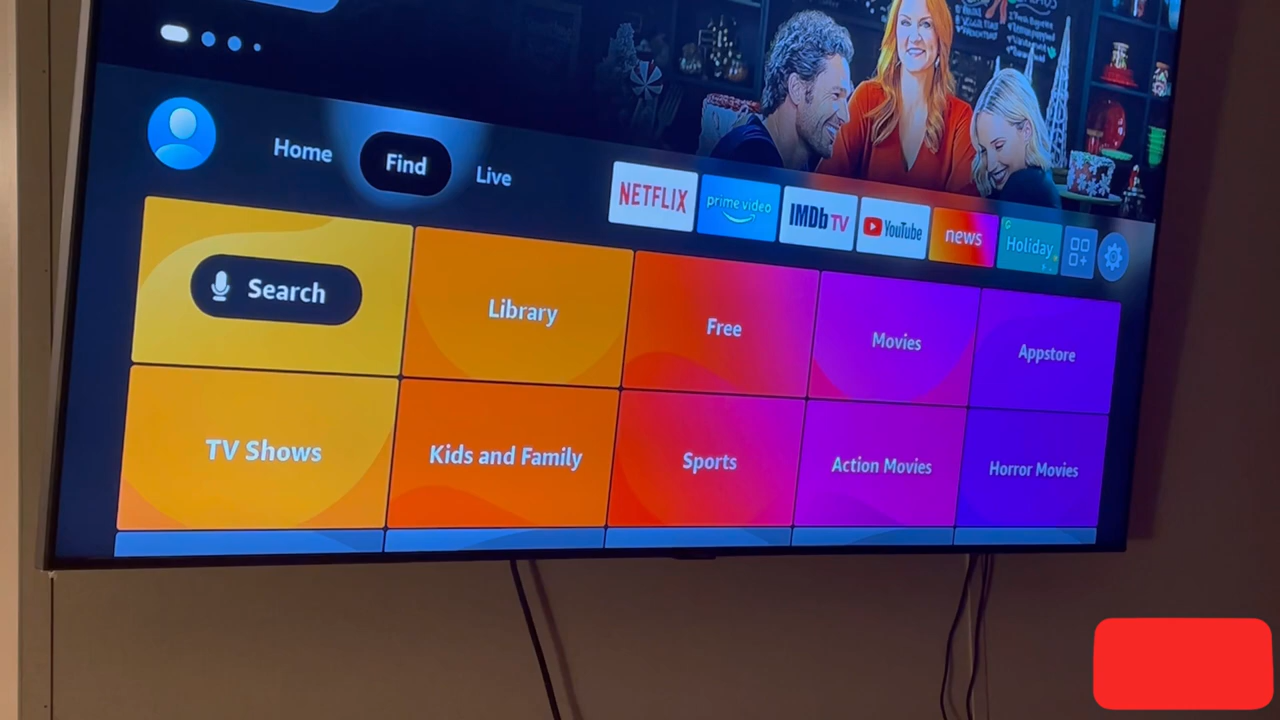 Home
Find
Live
NETFLIX
prime video
IMDb TV
YouTube
news
Holiday
Search
Library
Free
Movies
Appstore
TV Shows
Kids and Family
Sports
Action Movies
Horror Movies